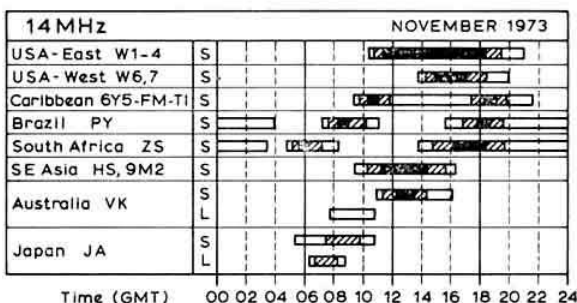 14MHz NOVEMBER 1973
USA-East W1-4 S
USA-West W6,7 S
Caribbean 6Y5-FM-TI S
Brazil PY S
South Africa ZS S
SE Asia HS, 9M2 S
Australia VK S
L
Japan JA S
L
Time (GMT) 00 02 04 06 08 10 12 14 16 18 20 22 24